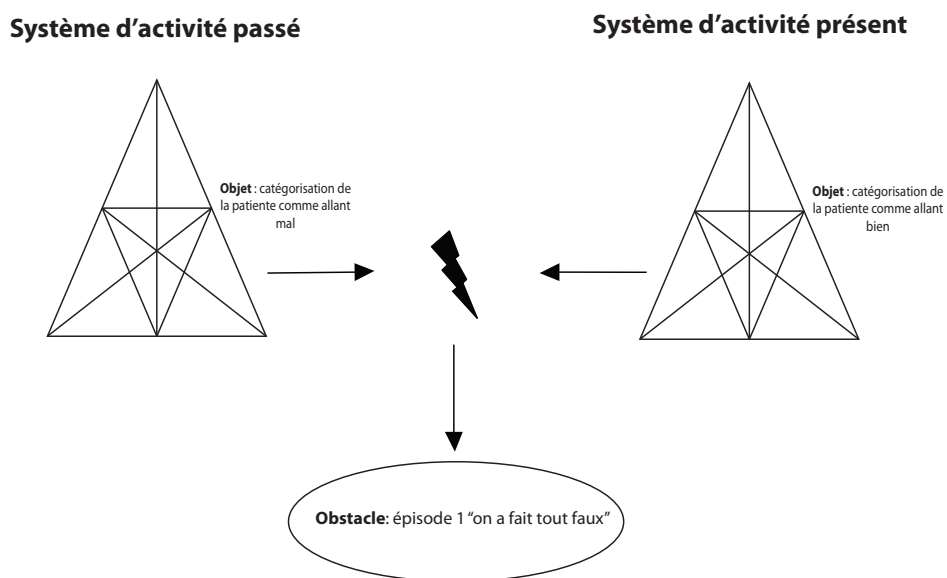 Système d'activité passé
Système d'activité présent
Objet : catégorisation de
la patiente comme allant
mal
Objet : catégorisation de
la patiente comme allant
bien
Obstacle: épisode 1 “on a fait tout faux”